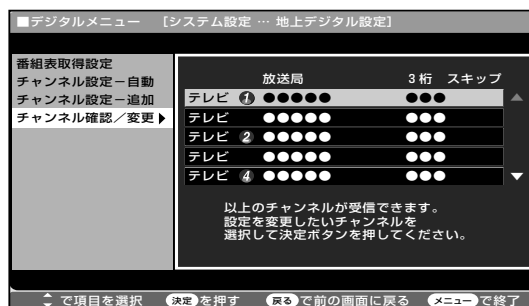 ■デジタルメニュー [システム設定 … 地上デジタル設定]
番組表取得設定
チャンネル設定－自動
チャンネル設定－追加
チャンネル確認／変更▶
放送局 3桁 スキップ
テレビ ① ●●●●● ●●●
テレビ ●●●●● ●●●
テレビ ② ●●●●● ●●●
テレビ ●●●●● ●●●
テレビ ④ ●●●●● ●●●
以上のチャンネルが受信できます。
設定を変更したいチャンネルを
選択して決定ボタンを押してください。
で項目を選択 決定を押す 戻るで前の画面に戻る メニューで終了